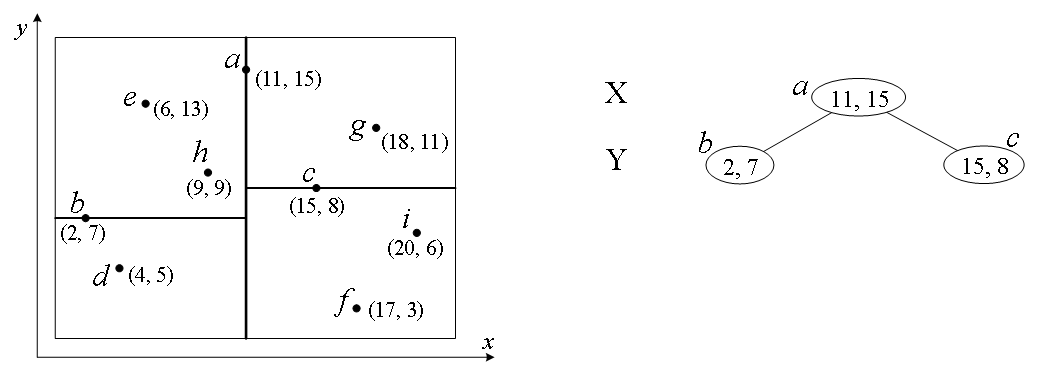 y
a
(11, 15)
e
(6, 13)
g
(18, 11)
h
(9, 9)
c
(15, 8)
b
(2, 7)
i
(20, 6)
d
(4, 5)
f
(17, 3)
x
X
a
11, 15
Y
b
2, 7
c
15, 8